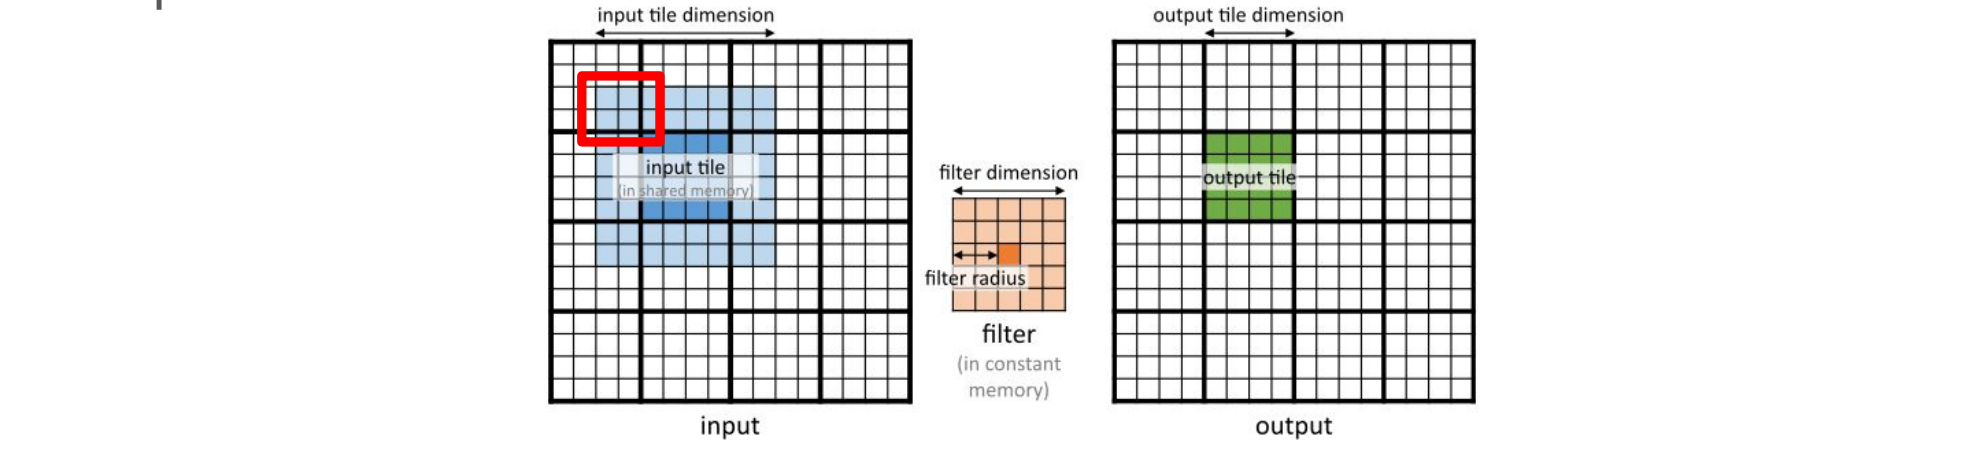 input tile dimension
output tile dimension
input tile
(in shared memory)
output tile
filter dimension
filter radius
filter
(in constant
memory)
input
output